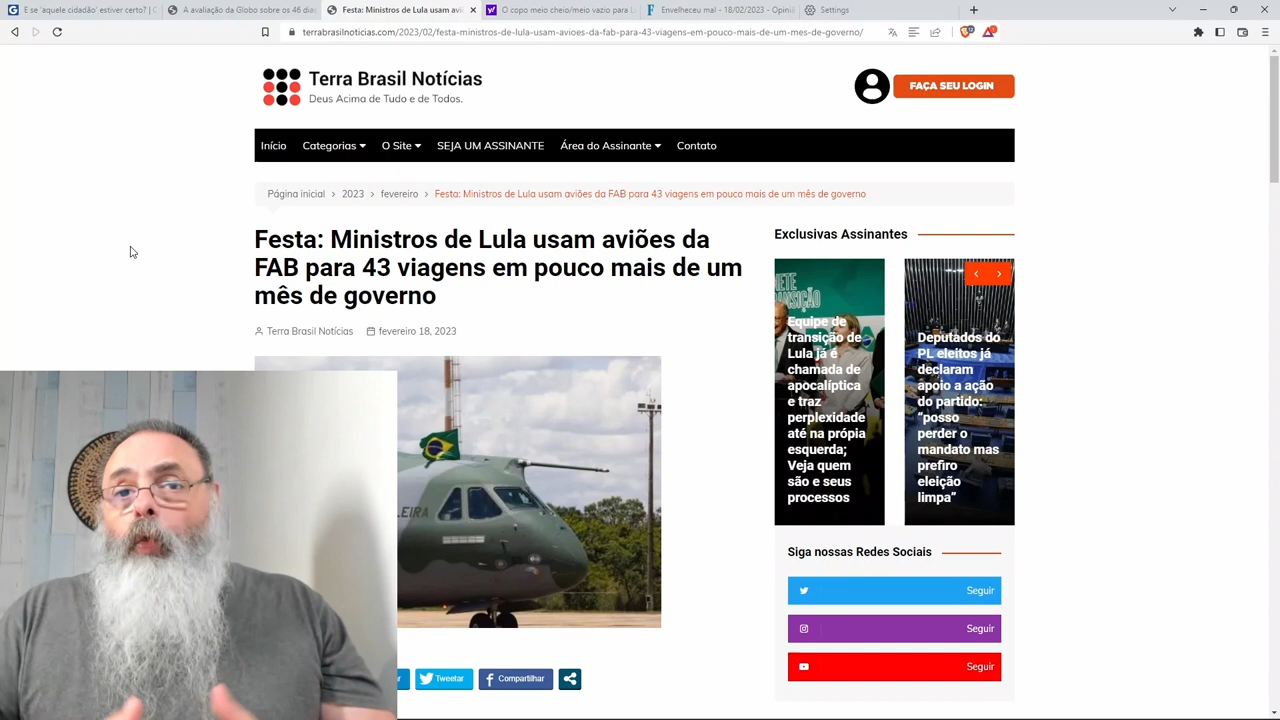 E se 'aquele cidadão' estiver certo? | C
A avaliação da Globo sobre os 46 dias
Festa: Ministros de Lula usam avi
O copo meio cheio/meio vazio para L
Envelheceu mal - 18/02/2023 - Opini
Settings
terrabrasilnoticias.com/2023/02/festa-ministros-de-lula-usam-avioes-da-fab-para-43-viagens-em-pouco-mais-de-um-mes-de-governo/
Terra Brasil Notícias
Deus Acima de Tudo e de Todos.
FAÇA SEU LOGIN
Início Categorias O Site SEJA UM ASSINANTE Área do Assinante Contato
Página inicial > 2023 > fevereiro > Festa: Ministros de Lula usam aviões da FAB para 43 viagens em pouco mais de um mês de governo
Festa: Ministros de Lula usam aviões da
FAB para 43 viagens em pouco mais de um
mês de governo
Terra Brasil Notícias fevereiro 18, 2023
Tweetar
Compartilhar
Exclusivas Assinantes
NETE
TRANSIÇÃO
Equipe de
transição de
Lula já é
chamada de
apocalíptica
e traz
perplexidade
até na própia
esquerda;
Veja quem
são e seus
processos
Deputados do
PL eleitos já
declaram
apoio a ação
do partido:
“posso
perder o
mandato mas
prefiro
eleição
limpa”
Siga nossas Redes Sociais
Seguir
Seguir
Seguir